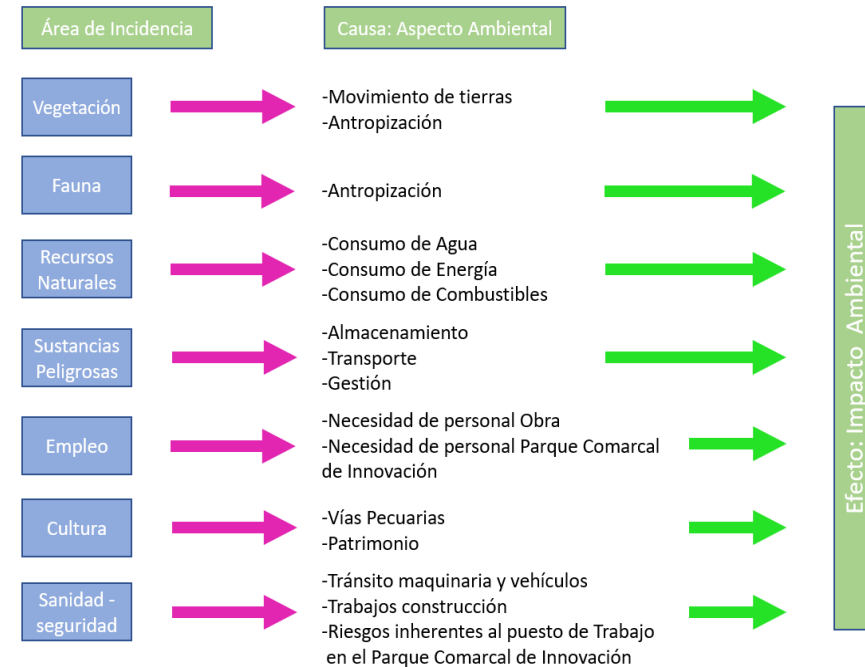 Área de Incidencia
Causa: Aspecto Ambiental
Vegetación
-Movimiento de tierras
-Antropización
Fauna
-Antropización
Recursos
Naturales
-Consumo de Agua
-Consumo de Energía
-Consumo de Combustibles
Sustancias
Peligrosas
-Almacenamiento
-Transporte
-Gestión
Empleo
-Necesidad de personal Obra
-Necesidad de personal Parque Comarcal
de Innovación
Cultura
-Vías Pecuarias
-Patrimonio
Sanidad -
seguridad
-Tránsito maquinaria y vehículos
-Trabajos construcción
-Riesgos inherentes al puesto de Trabajo
en el Parque Comarcal de Innovación
Efecto: Impacto Ambiental